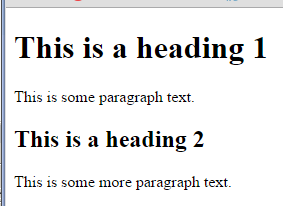 This is a heading 1
This is some paragraph text.
This is a heading 2
This is some more paragraph text.